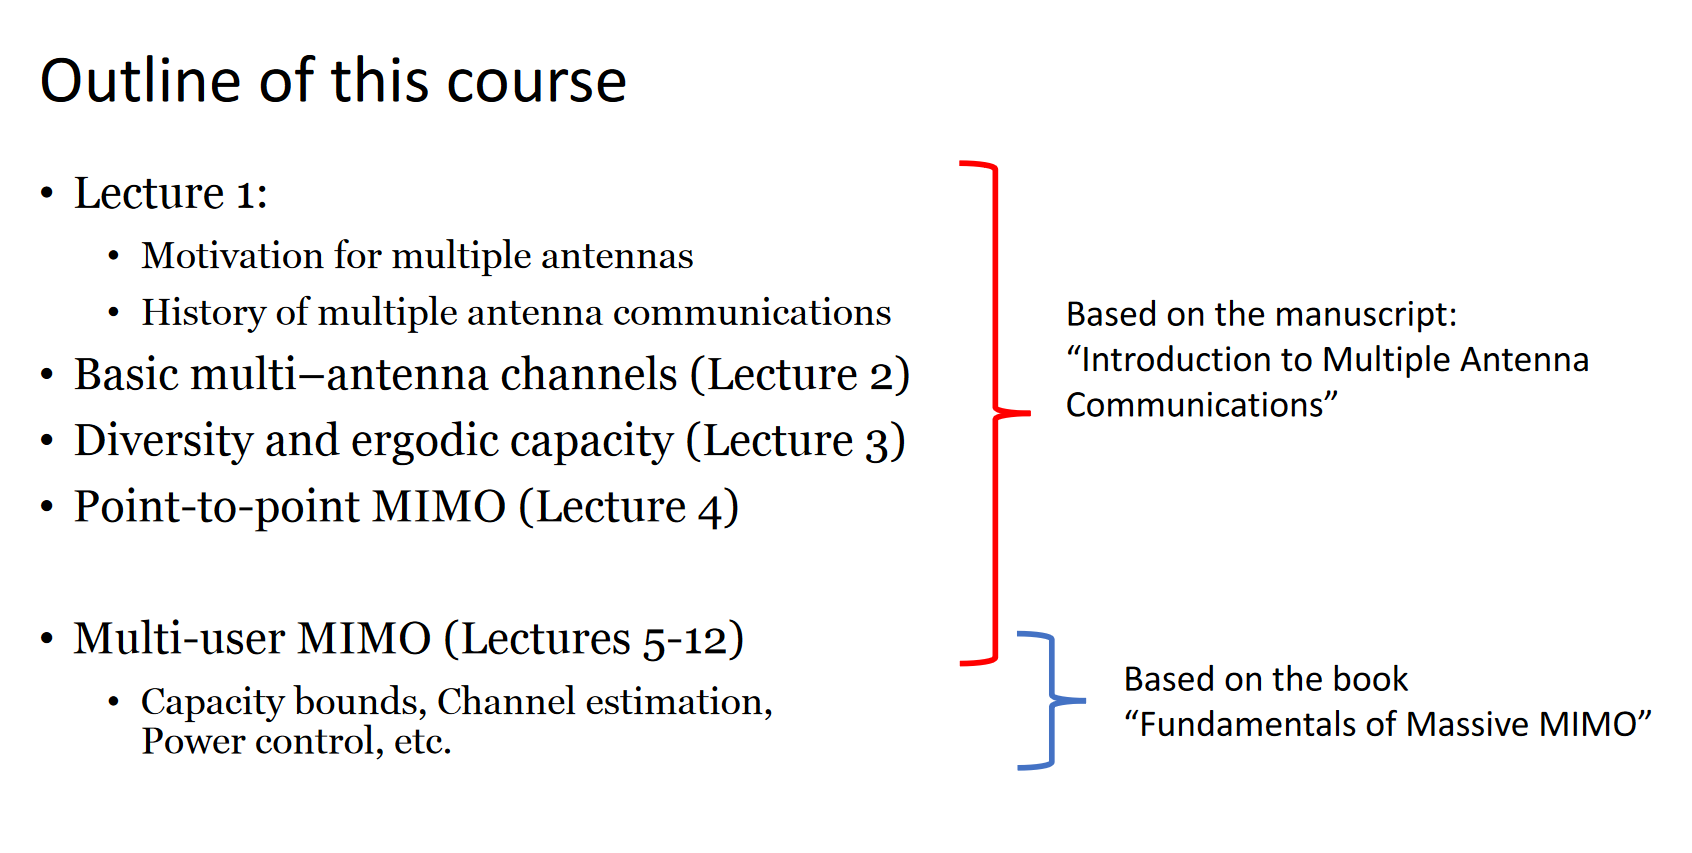 Outline of this course
• Lecture 1:
• Motivation for multiple antennas
• History of multiple antenna communications
• Basic multi–antenna channels (Lecture 2)
• Diversity and ergodic capacity (Lecture 3)
• Point-to-point MIMO (Lecture 4)
• Multi-user MIMO (Lectures 5-12)
• Capacity bounds, Channel estimation,
Power control, etc.
Based on the manuscript:
“Introduction to Multiple Antenna
Communications”
Based on the book
“Fundamentals of Massive MIMO”